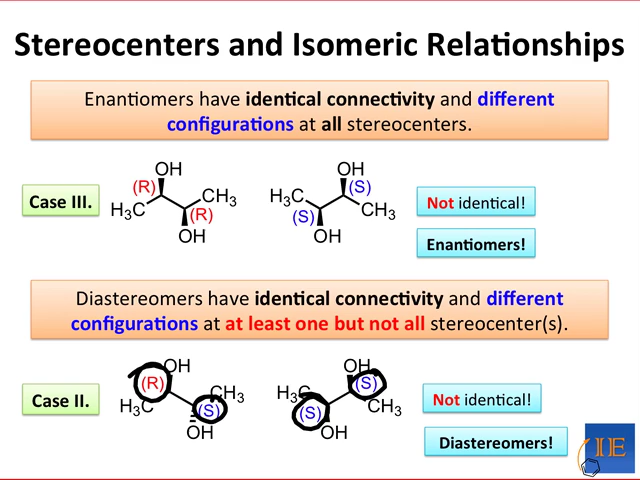 Stereocenters and Isomeric Relationships
Enantiomers have identical connectivity and different
configurations at all stereocenters.
Case III.
OH
(R)
H3C
CH3
(R)
OH
OH
(S)
H3C
(S)
CH3
OH
Not identical!
Enantiomers!
Diastereomers have identical connectivity and different
configurations at at least one but not all stereocenter(s).
Case II.
OH
(R)
H3C
CH3
(S)
OH
OH
(S)
H3C
(S)
CH3
OH
Not identical!
Diastereomers!
IE